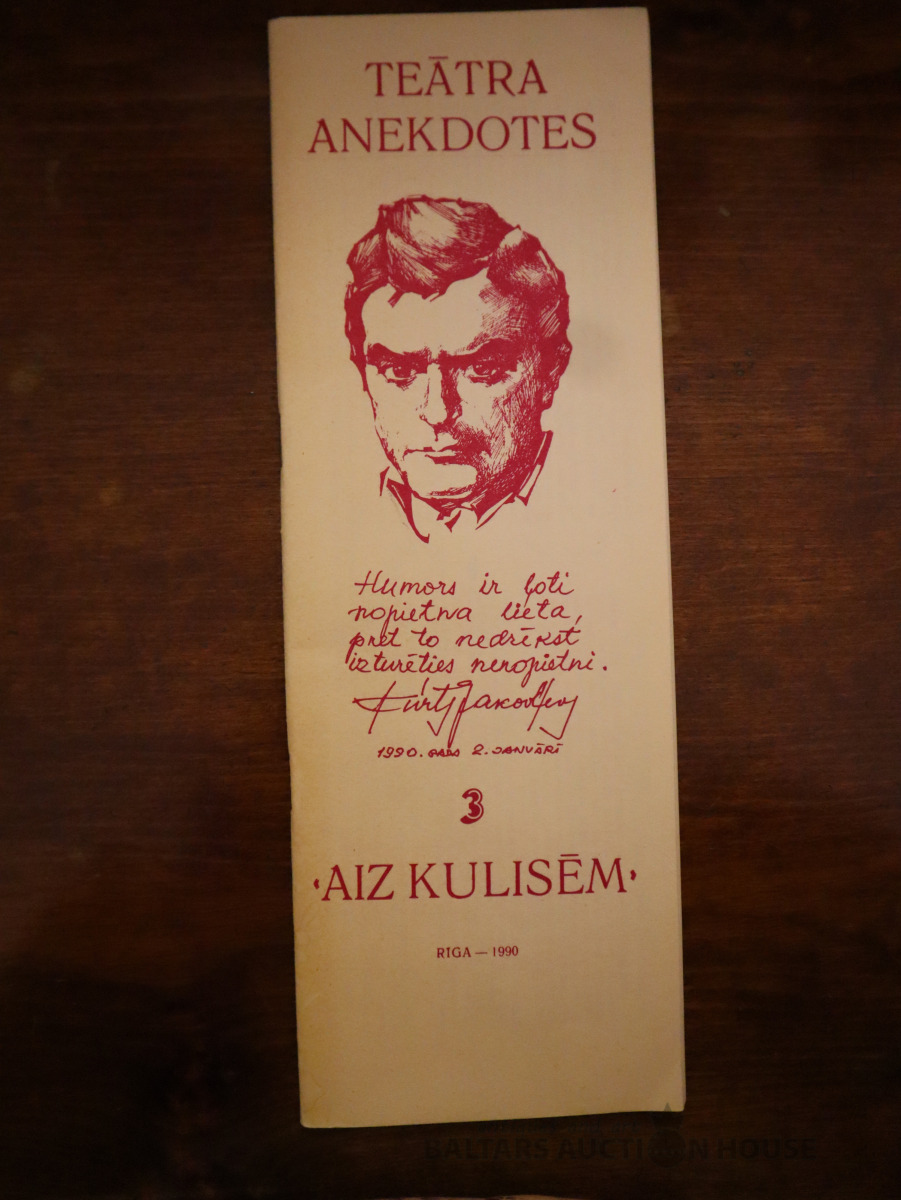 TEĀTRA
ANEKDOTES
Humors ir ļoti
nopietna lieta,
pret to nedrīkst
izturēties nenopietni.
1990. gada 2. janvārī
3
‹AIZ KULISĒM›
RĪGA — 1990
BALTARS AUCTION HOUSE